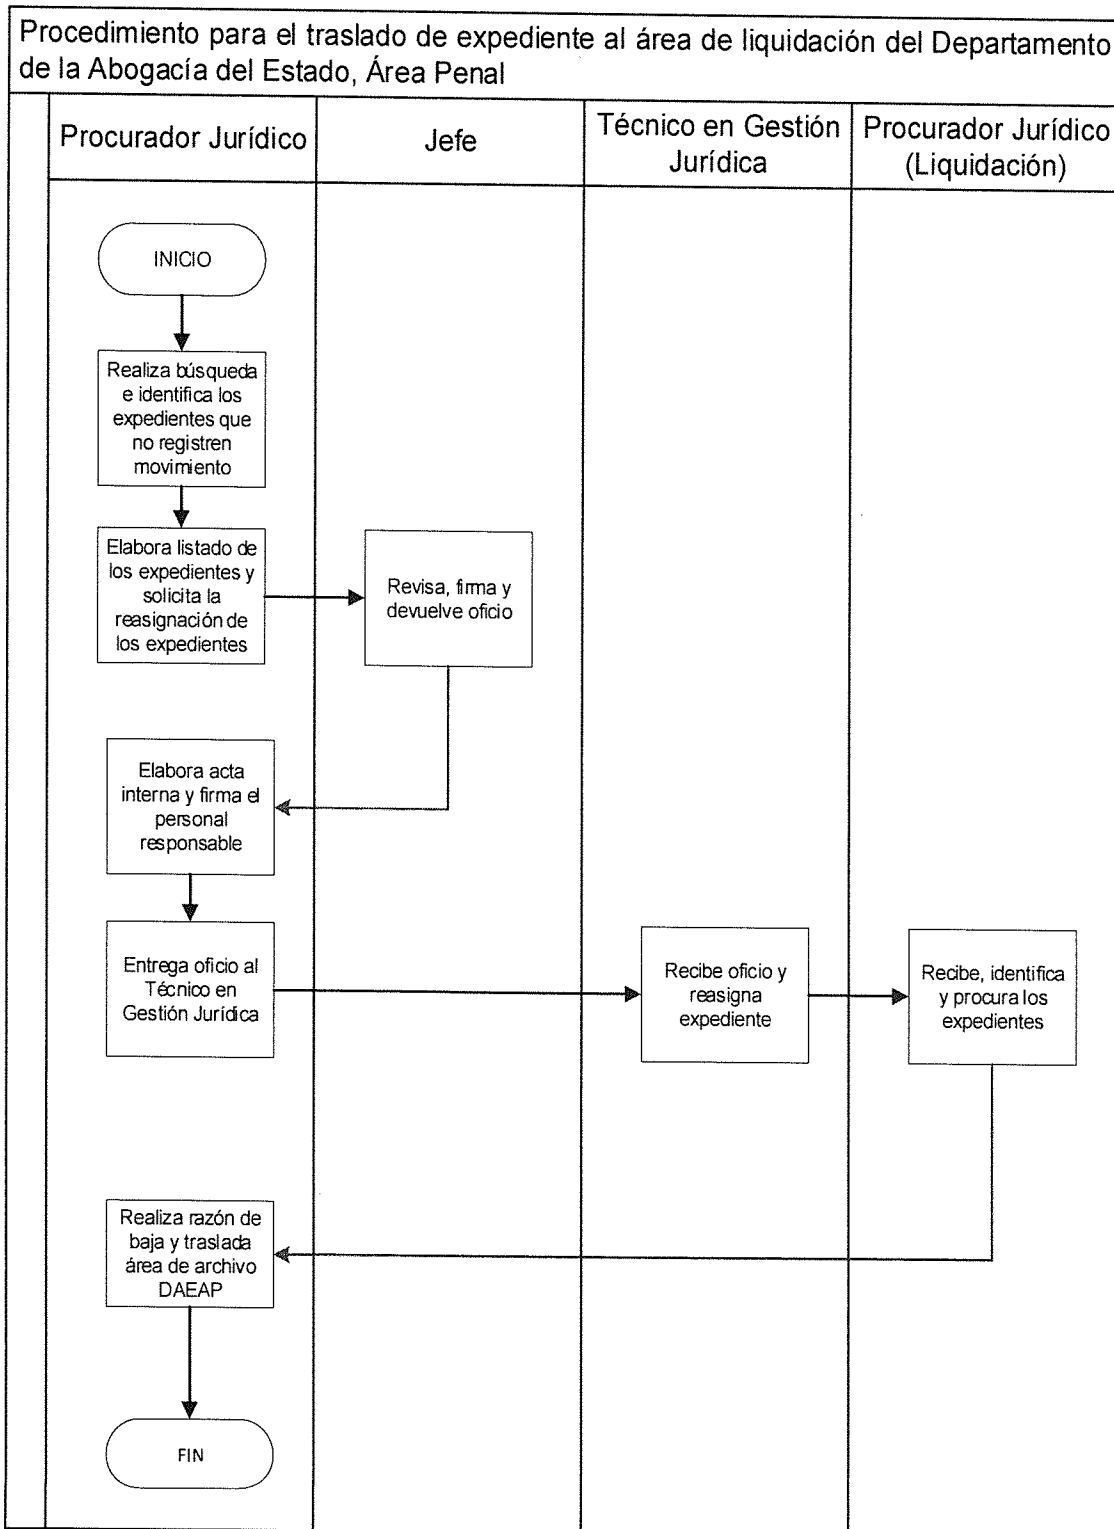 Procedimiento para el traslado de expediente al área de liquidación del Departamento
de la Abogacía del Estado, Área Penal
Procurador Jurídico
Jefe
Técnico en Gestión
Jurídica
Procurador Jurídico
(Liquidación)
INICIO
Realiza búsqueda
e identifica los
expedientes que
no registren
movimiento
Elabora listado de
los expedientes y
solicita la
reasignación de
los expedientes
Revisa, firma y
devuelve oficio
Elabora acta
interna y firma el
personal
responsable
Entrega oficio al
Técnico en
Gestión Jurídica
Recibe oficio y
reasigna
expediente
Recibe, identifica
y procura los
expedientes
Realiza razón de
baja y traslada
área de archivo
DAEAP
FIN